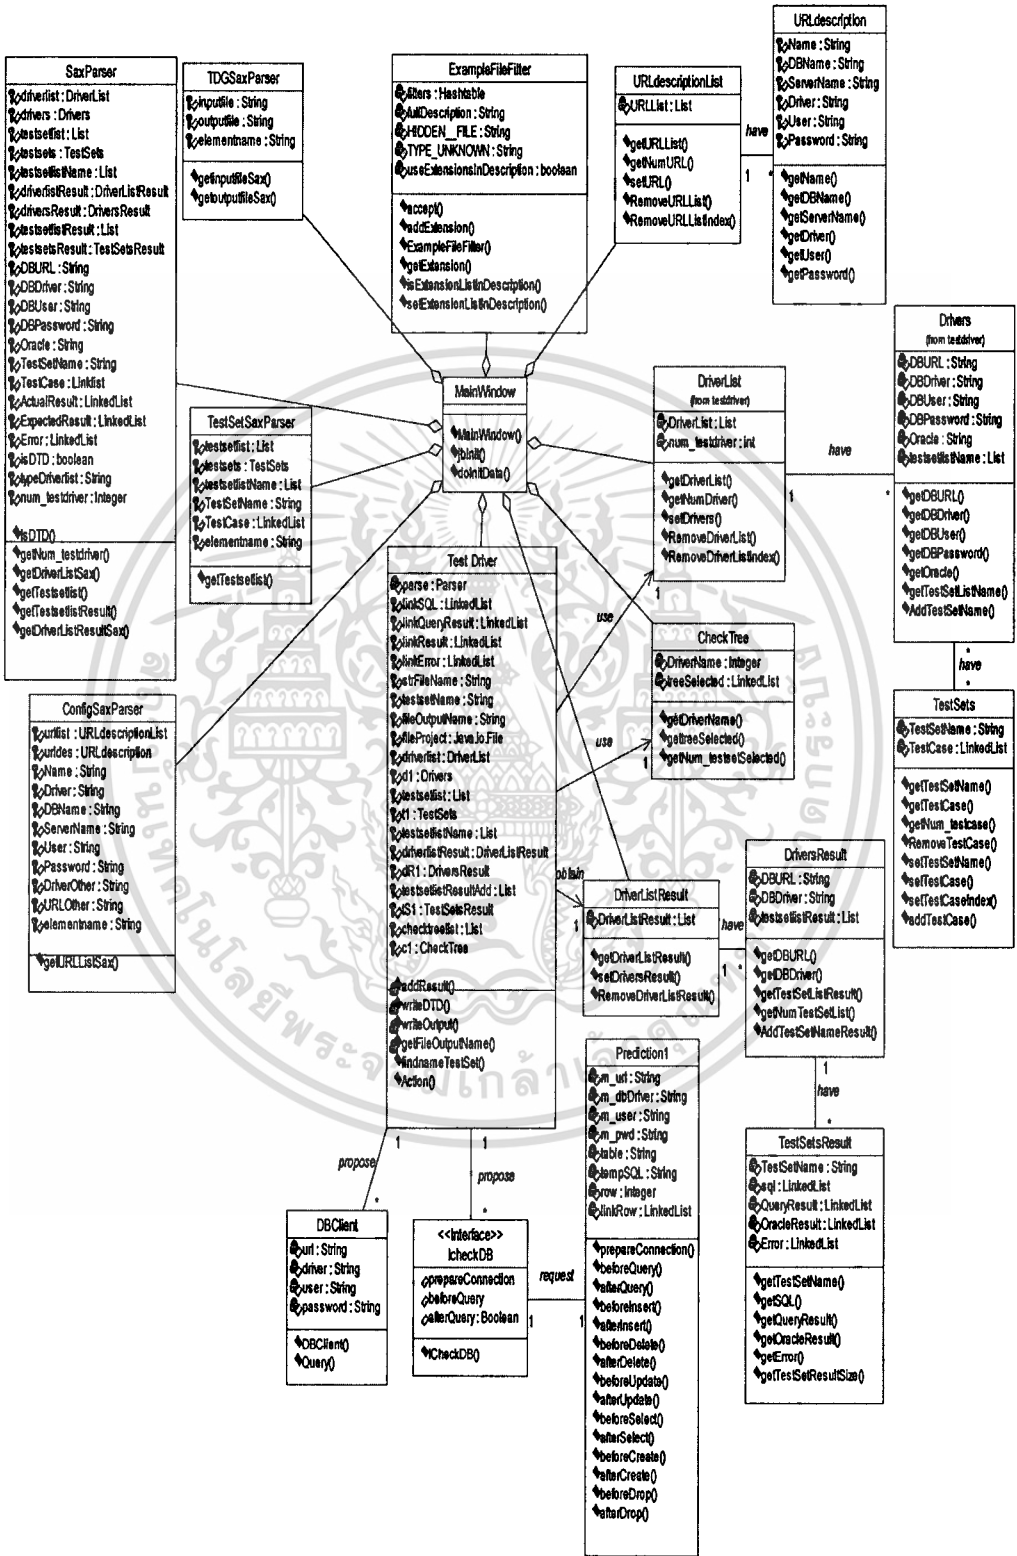 SaxParser
driverlist : DriverList
drivers : Drivers
testsetlist : List
testsets : TestSets
testsetlistName : List
driverlistResult : DriverListResult
driversResult : DriversResult
testsetlistResult : List
testsetsResult : TestSetsResult
DBURL : String
DBDriver : String
DBUser : String
DBPassword : String
Oracle : String
TestSetName : String
TestCase : Linklist
ActualResult : LinkedList
ExpectedResult : LinkedList
Error : LinkedList
isDTD : boolean
typeDriverlist : String
num_testdriver : Integer
isDTD()
getNum_testdriver()
getDriverListSax()
getTestsetlist()
getTestsetlistResult()
getDriverListResultSax()
TDGSaxParser
inputfile : String
outputfile : String
elementname : String
getinputfileSax()
getoutputfileSax()
ExampleFileFilter
filters : Hashtable
fullDescription : String
HIDDEN_FILE : String
TYPE_UNKNOWN : String
useExtensionsInDescription : boolean
accept()
addExtension()
ExampleFileFilter()
getExtension()
isExtensionListInDescription()
setExtensionListInDescription()
URLdescriptionList
URLList : List
getURLList()
getNumURL()
setURL()
RemoveURLList()
RemoveURLListIndex()
have
1
*
URLdescription
Name : String
DBName : String
ServerName : String
Driver : String
User : String
Password : String
getName()
getDBName()
getServerName()
getDriver()
getUser()
getPassword()
MainWindow
MainWindow()
jbInit()
doInitData()
TestSetSaxParser
testsetlist : List
testsets : TestSets
testsetlistName : List
TestSetName : String
TestCase : LinkedList
elementname : String
getTestsetlist()
DriverList
(from testdriver)
DriverList : List
num_testdriver : int
getDriverList()
getNumDriver()
setDrivers()
RemoveDriverList()
RemoveDriverListIndex()
have
1
*
Drivers
(from testdriver)
DBURL : String
DBDriver : String
DBUser : String
DBPassword : String
Oracle : String
testsetlistName : List
getDBURL()
getDBDriver()
getDBUser()
getDBPassword()
getOracle()
getTestSetListName()
AddTestSetName()
*
have
*
TestSets
TestSetName : String
TestCase : LinkedList
getTestSetName()
getTestCase()
getNum_testcase()
RemoveTestCase()
setTestSetName()
setTestCase()
setTestCaseIndex()
addTestCase()
Test Driver
parse : Parser
linkSQL : LinkedList
linkQueryResult : LinkedList
linkResult : LinkedList
linkError : LinkedList
strFileName : String
testsetName : String
fileOutputName : String
fileProject : Java.Io.File
driverlist : DriverList
d1 : Drivers
testsetlist : List
t1 : TestSets
testsetlistName : List
driverlistResult : DriverListResult
dR1 : DriversResult
testsetlistResultAdd : List
tS1 : TestSetsResult
checktreelist : List
c1 : CheckTree
addResult()
writeDTD()
writeOutput()
getFileOutputName()
findnameTestSet()
Action()
use
1
use
1
obtain
1
CheckTree
DriverName : Integer
treeSelected : LinkedList
getDriverName()
gettreeSelected()
getNum_testsetSelected()
ConfigSaxParser
urllist : URLdescriptionList
urldes : URLdescription
Name : String
Driver : String
DBName : String
ServerName : String
User : String
Password : String
DriverOther : String
URLOther : String
elementname : String
getURLListSax()
DriverListResult
DriverListResult : List
getDriverListResult()
setDriversResult()
RemoveDriverListResult()
have
1
*
DriversResult
DBURL : String
DBDriver : String
testsetlistResult : List
getDBURL()
getDBDriver()
getTestSetListResult()
getNumTestSetList()
AddTestSetNameResult()
1
have
*
TestSetsResult
TestSetName : String
sql : LinkedList
QueryResult : LinkedList
OracleResult : LinkedList
Error : LinkedList
getTestSetName()
getSQL()
getQueryResult()
getOracleResult()
getError()
getTestSetResultSize()
1
propose
*
1
propose
*
DBClient
url : String
driver : String
user : String
password : String
DBClient()
Query()
<<Interface>>
IcheckDB
prepareConnection
beforeQuery
afterQuery : Boolean
ICheckDB()
request
1
1
Prediction1
m_url : String
m_dbDriver : String
m_user : String
m_pwd : String
table : String
tempSQL : String
row : Integer
linkRow : LinkedList
prepareConnection()
beforeQuery()
afterQuery()
beforeInsert()
afterInsert()
beforeDelete()
afterDelete()
beforeUpdate()
afterUpdate()
beforeSelect()
afterSelect()
beforeCreate()
afterCreate()
beforeDrop()
afterDrop()